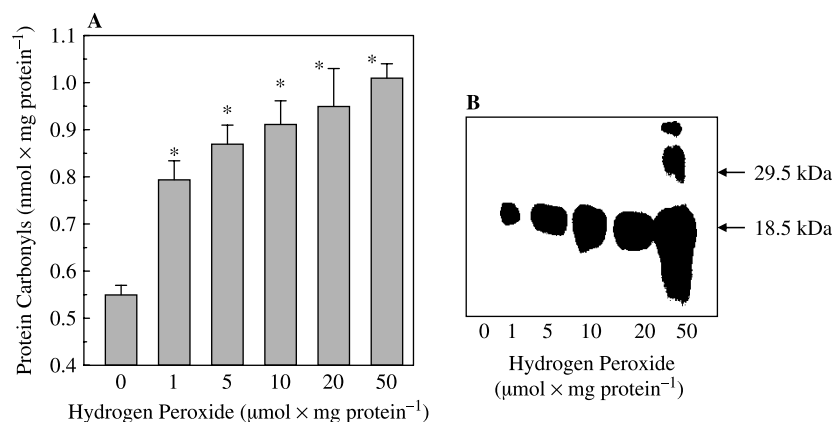 A
Protein Carbonyls (nmol × mg protein⁻¹)
1.1
1.0
0.9
0.8
0.7
0.6
0.5
0.4
* * * * *
0 1 5 10 20 50
Hydrogen Peroxide (μmol × mg protein⁻¹)
B
29.5 kDa
18.5 kDa
0 1 5 10 20 50
Hydrogen Peroxide
(μmol × mg protein⁻¹)